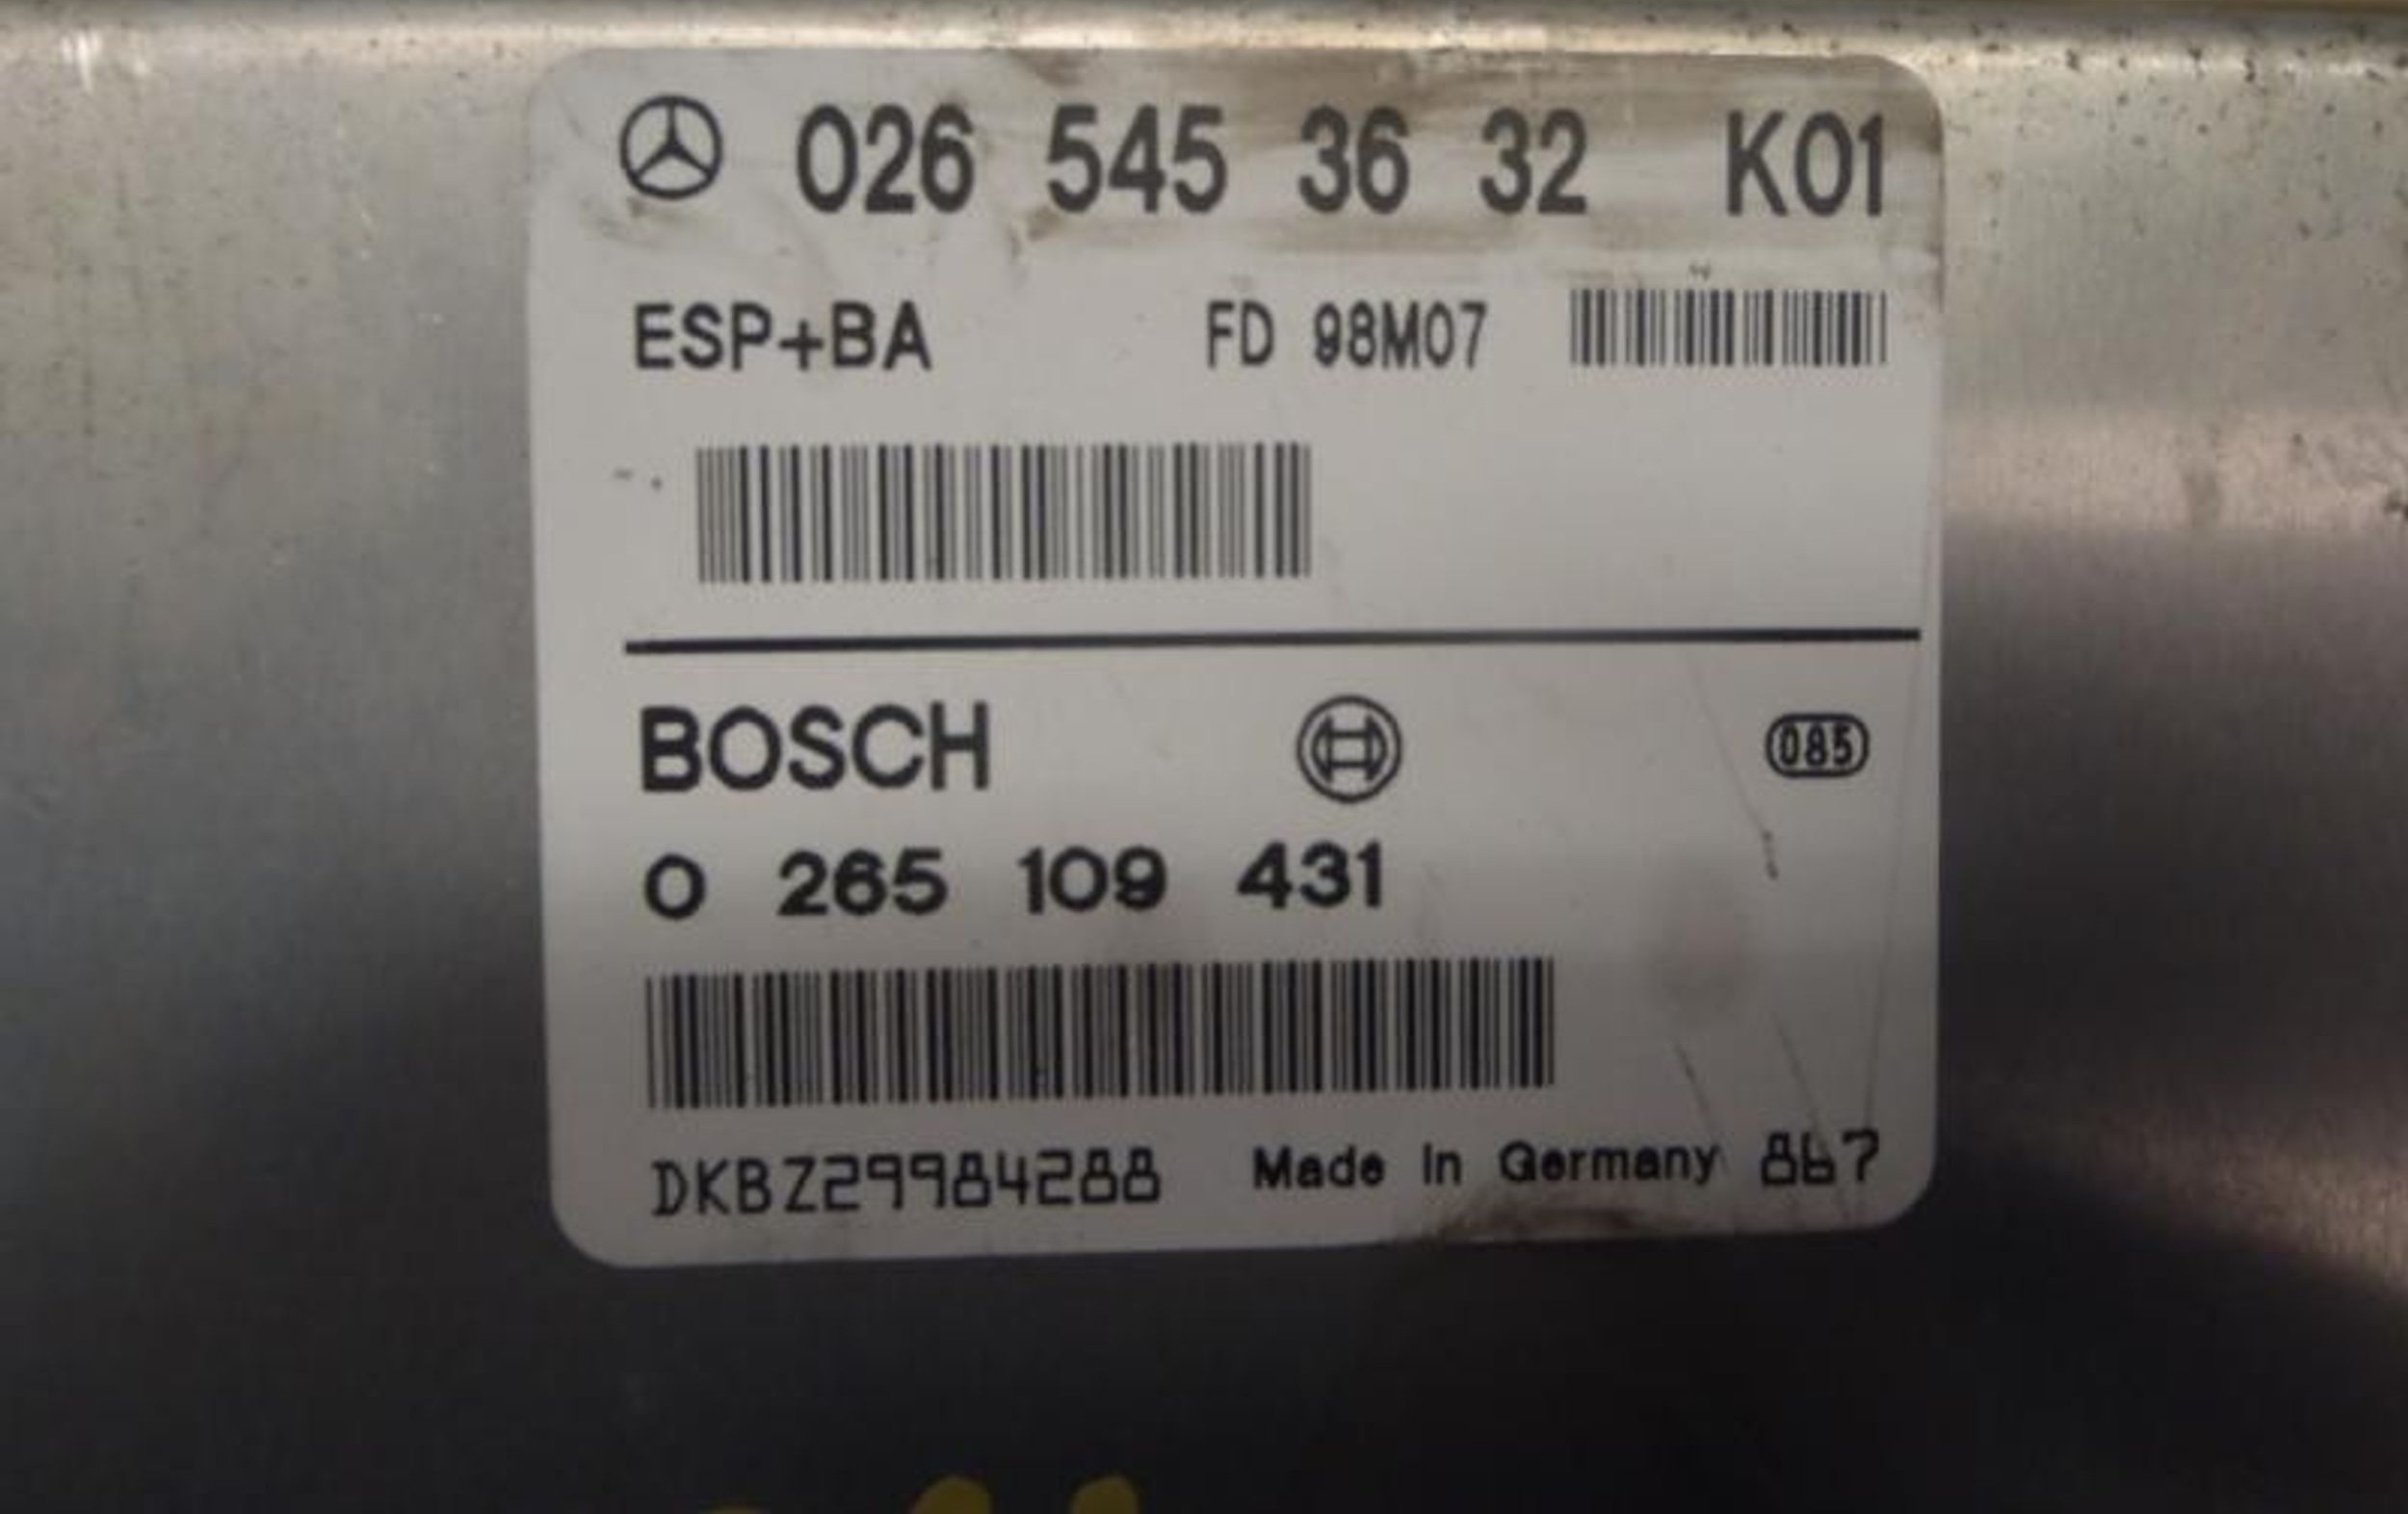 026 545 36 32 K01
ESP+BA FD 98M07
BOSCH 085
0 265 109 431
DKBZ29984288 Made in Germany 867